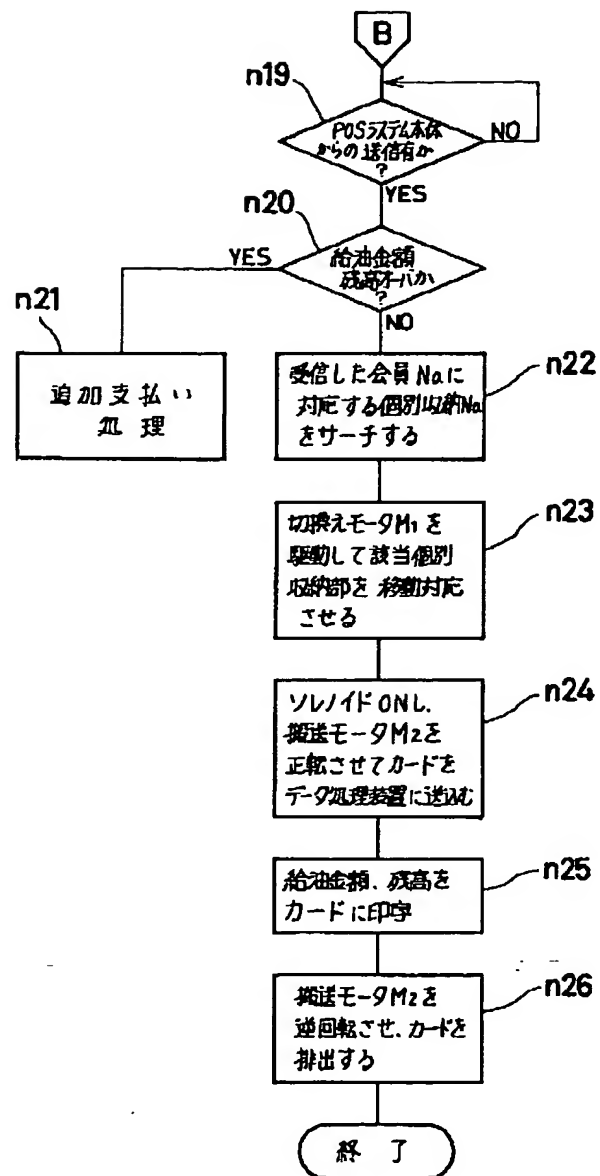 B
n19
POSシステム本体
からの送信有か
?
NO
YES
n20
給油金額
残高オーバか
?
YES
NO
n21
追加支払い
処理
n22
受信した会員Noに
対応する個別収納No
をサーチする
n23
切換えモータM1を
駆動して該当個別
収納部を移動対応
させる
n24
ソレノイドONし、
搬送モータM2を
正転させてカードを
データ処理装置に送込む
n25
給油金額、残高を
カードに印字
n26
搬送モータM2を
逆回転させ、カードを
排出する
終了